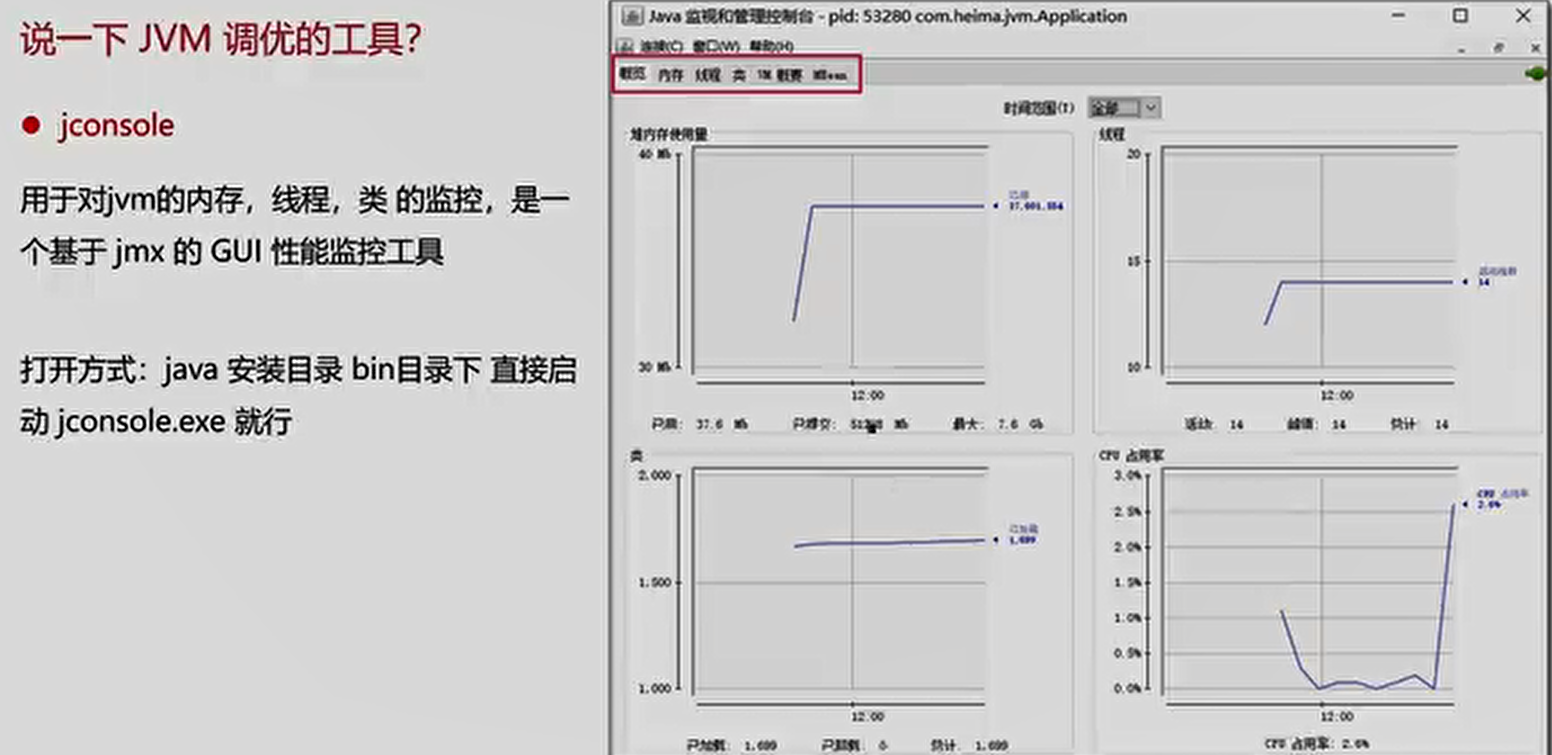 说一下 JVM 调优的工具？
● jconsole
用于对jvm的内存，线程，类 的监控，是一
个基于 jmx 的 GUI 性能监控工具
打开方式：java 安装目录 bin目录下 直接启
动 jconsole.exe 就行
Java 监视和管理控制台 - pid: 53280 com.heima.jvm.Application
连接(C) 窗口(W) 帮助(H)
概览 内存 线程 类 VM 概要 MBean
时间范围(T) 全部
堆内存使用量
40 Mb
30 Mb
12:00
已用
已用: 37.6 Mb 已提交: Mb 最大: 7.6 Gb
线程
20
15
10
12:00
活动线程
14
活动: 14 峰值: 14 总计: 14
类
2,000
1,500
1,000
12:00
已加载
1,699
已加载: 1,699 已卸载: 0 总计: 1,699
CPU 占用率
3.0%
2.5%
2.0%
1.5%
1.0%
0.5%
0.0%
12:00
CPU 占用率
2.6%
CPU 占用率: 2.6%